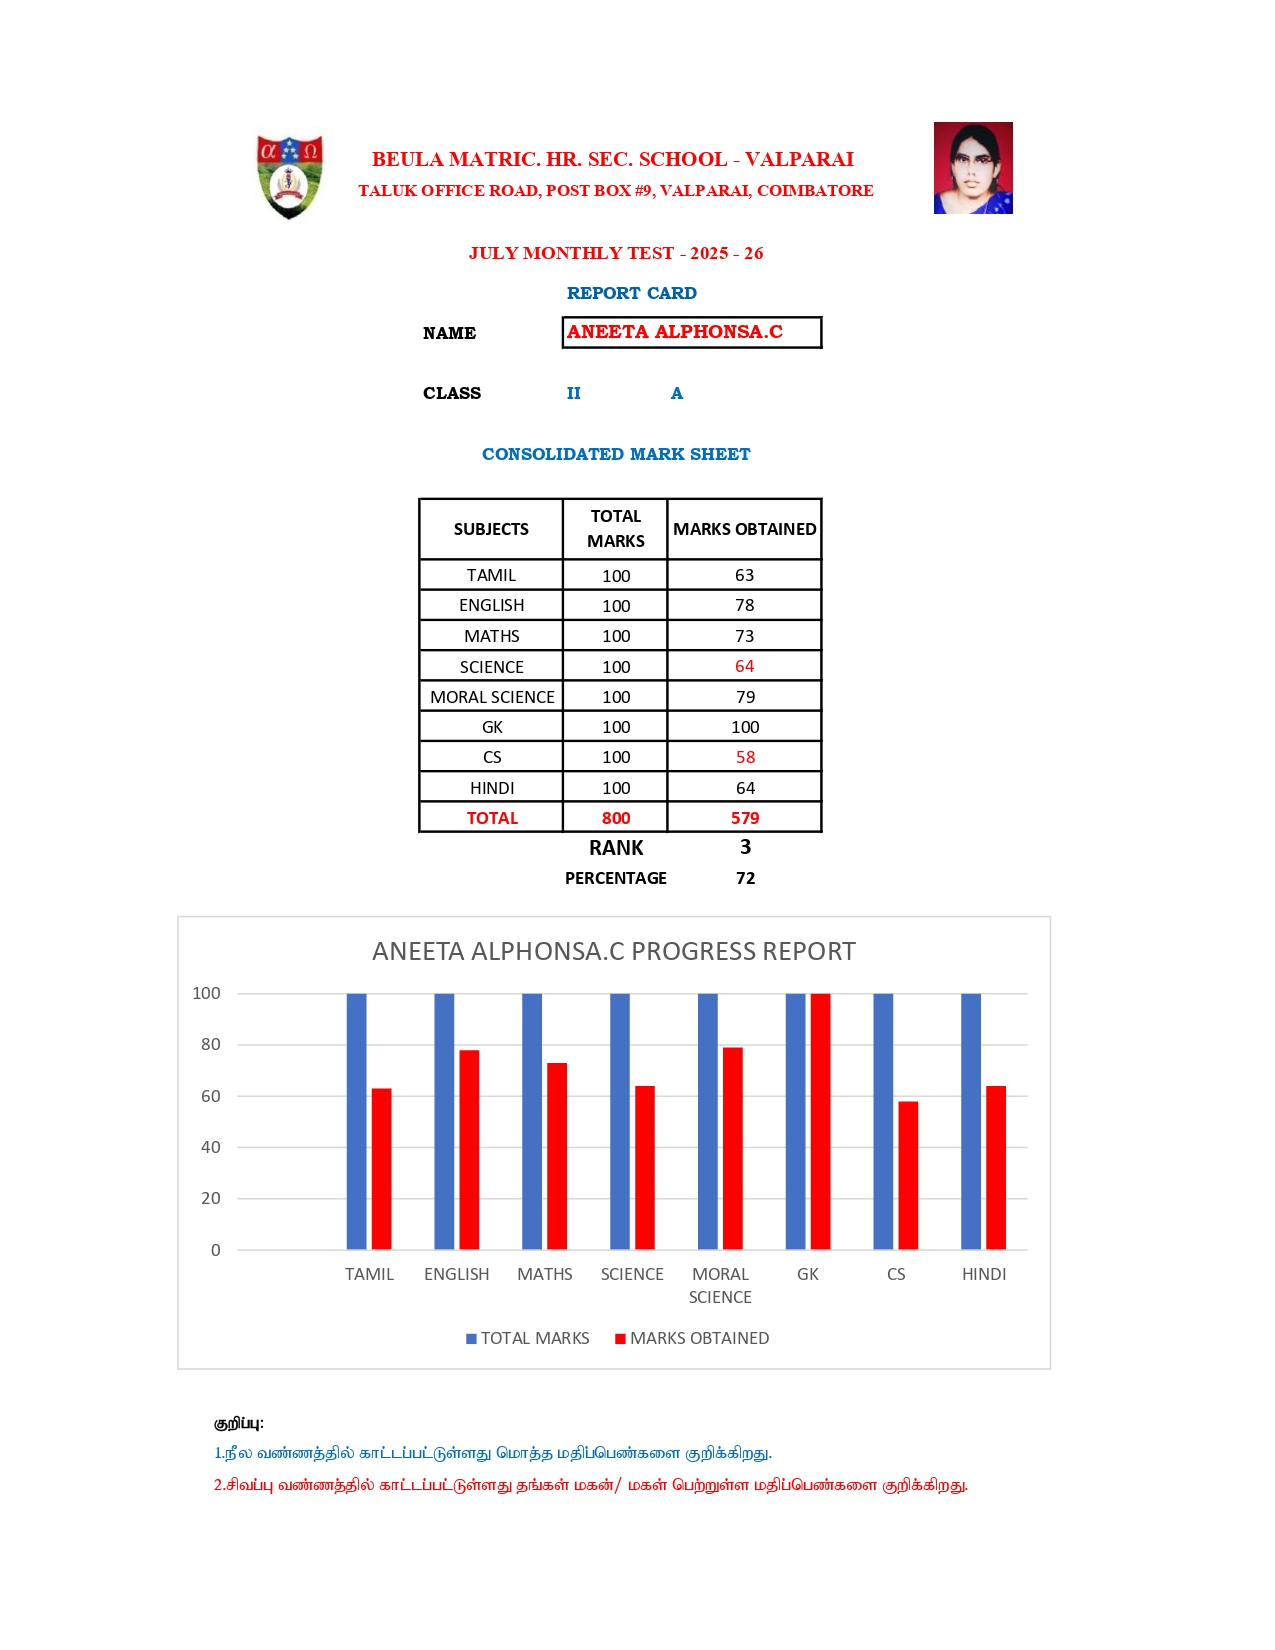 α Ω
BEULA MATRIC. HR. SEC. SCHOOL - VALPARAI
TALUK OFFICE ROAD, POST BOX #9, VALPARAI, COIMBATORE
JULY MONTHLY TEST - 2025 - 26
REPORT CARD
NAME ANEETA ALPHONSA.C
CLASS II A
CONSOLIDATED MARK SHEET
SUBJECTS TOTAL MARKS MARKS OBTAINED
TAMIL 100 63
ENGLISH 100 78
MATHS 100 73
SCIENCE 100 64
MORAL SCIENCE 100 79
GK 100 100
CS 100 58
HINDI 100 64
TOTAL 800 579
RANK 3
PERCENTAGE 72
ANEETA ALPHONSA.C PROGRESS REPORT
100
80
60
40
20
0
TAMIL ENGLISH MATHS SCIENCE MORAL SCIENCE GK CS HINDI
TOTAL MARKS MARKS OBTAINED
குறிப்பு:
1.நீல வண்ணத்தில் காட்டப்பட்டுள்ளது மொத்த மதிப்பெண்களை குறிக்கிறது.
2.சிவப்பு வண்ணத்தில் காட்டப்பட்டுள்ளது தங்கள் மகன்/ மகள் பெற்றுள்ள மதிப்பெண்களை குறிக்கிறது.